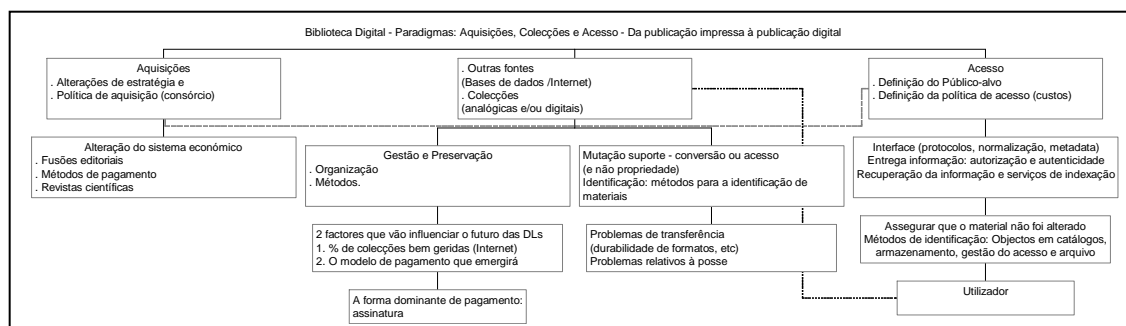 Biblioteca Digital - Paradigmas: Aquisições, Colecções e Acesso - Da publicação impressa à publicação digital
Aquisições
. Alterações de estratégia e
. Política de aquisição (consórcio)
. Outras fontes
(Bases de dados /Internet)
. Colecções
(analógicas e/ou digitais)
Acesso
. Definição do Público-alvo
. Definição da política de acesso (custos)
Alteração do sistema económico
. Fusões editoriais
. Métodos de pagamento
. Revistas científicas
Gestão e Preservação
. Organização
. Métodos.
Mutação suporte - conversão ou acesso
(e não propriedade)
Identificação: métodos para a identificação de
materiais
Interface (protocolos, normalização, metadata)
Entrega informação: autorização e autenticidade
Recuperação da informação e serviços de indexação
2 factores que vão influenciar o futuro das DLs
1. % de colecções bem geridas (Internet)
2. O modelo de pagamento que emergirá
Problemas de transferência
(durabilidade de formatos, etc)
Problemas relativos à posse
Assegurar que o material não foi alterado
Métodos de identificação: Objectos em catálogos,
armazenamento, gestão do acesso e arquivo
A forma dominante de pagamento:
assinatura
Utilizador